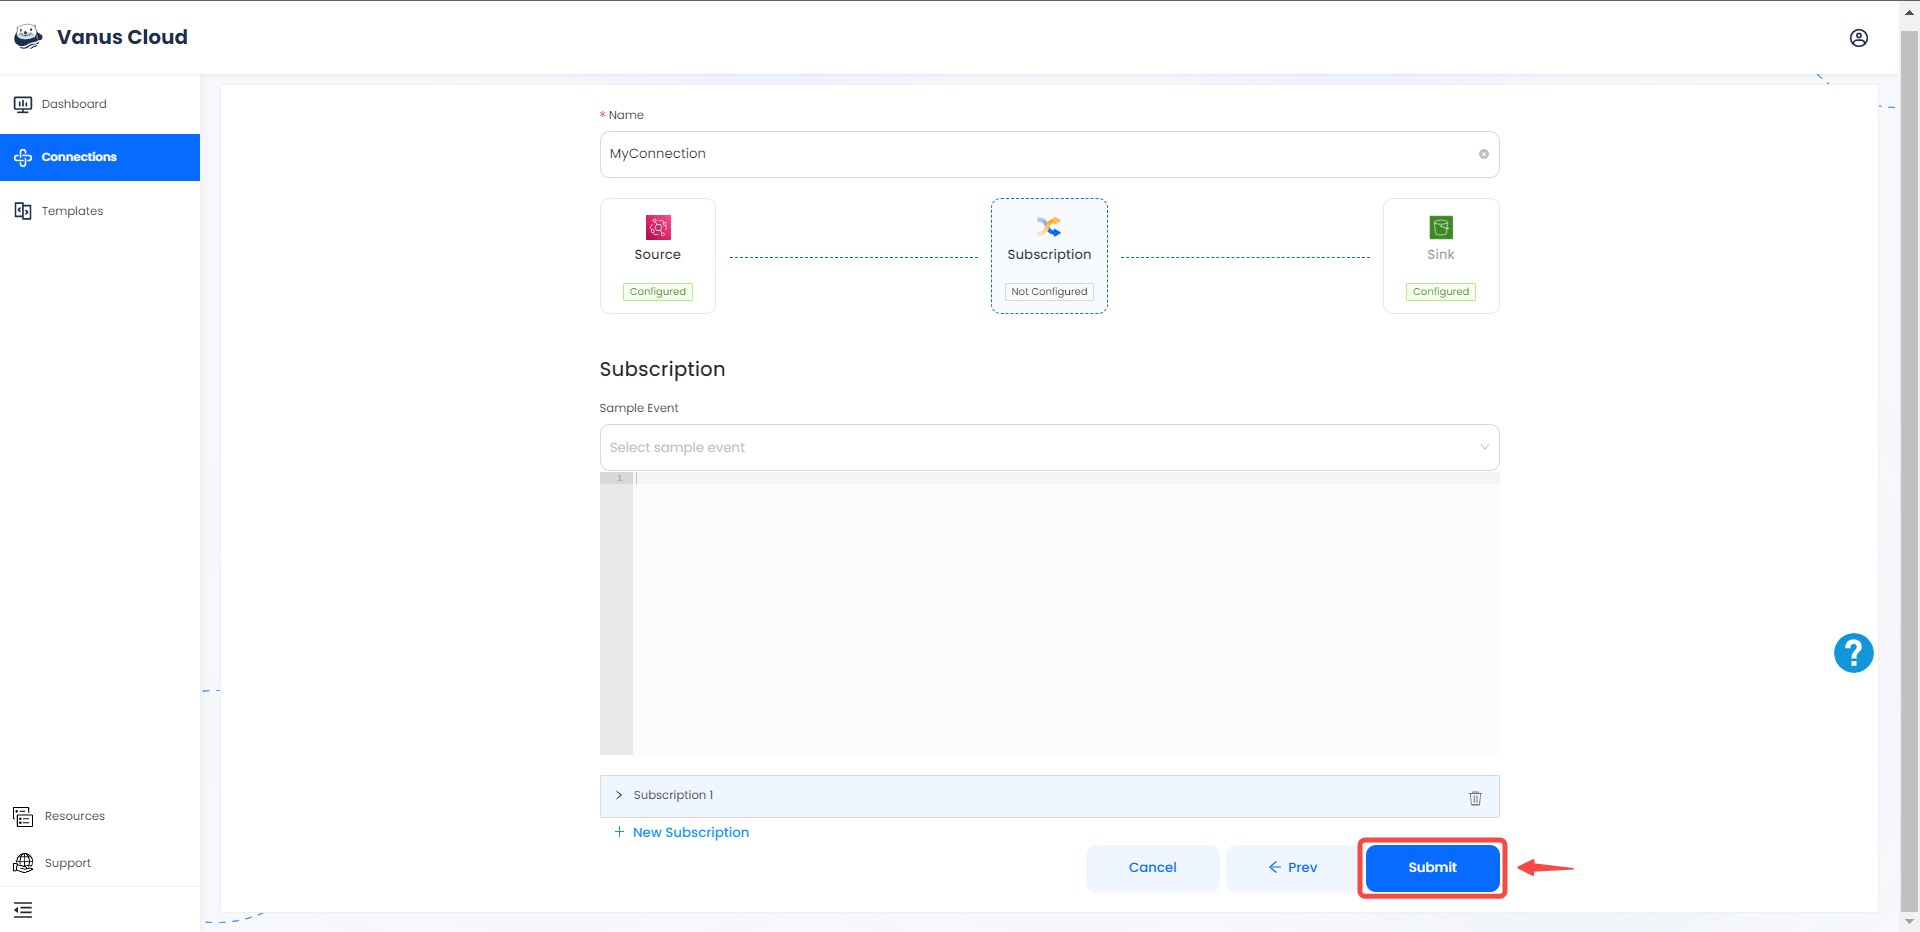 Vanus Cloud
Dashboard
Connections
Templates
Resources
Support
* Name
MyConnection
Source
Configured
Subscription
Not Configured
Sink
Configured
Subscription
Sample Event
Select sample event
1
Subscription 1
+ New Subscription
Cancel
← Prev
Submit
?